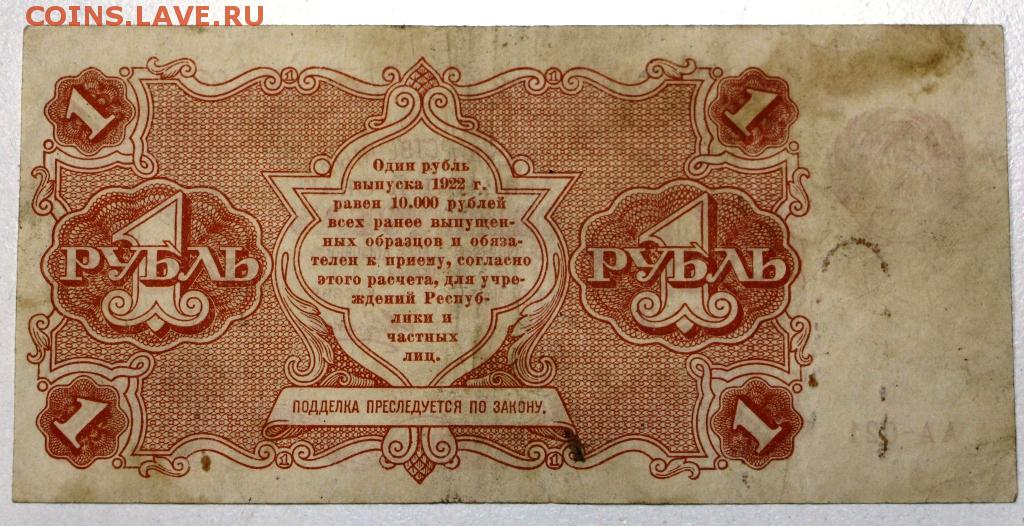 COINS.LAVE.RU
1
1
Один рубль
выпуска 1922 г.
равен 10.000 рублей
всех ранее выпущен-
ных образцов и обяза-
телен к приему, согласно
этого расчета, для учре-
ждений Респуб-
лики и
частных
лиц.
1
РУБЛЬ
1
РУБЛЬ
ПОДДЕЛКА ПРЕСЛЕДУЕТСЯ ПО ЗАКОНУ.
1
1